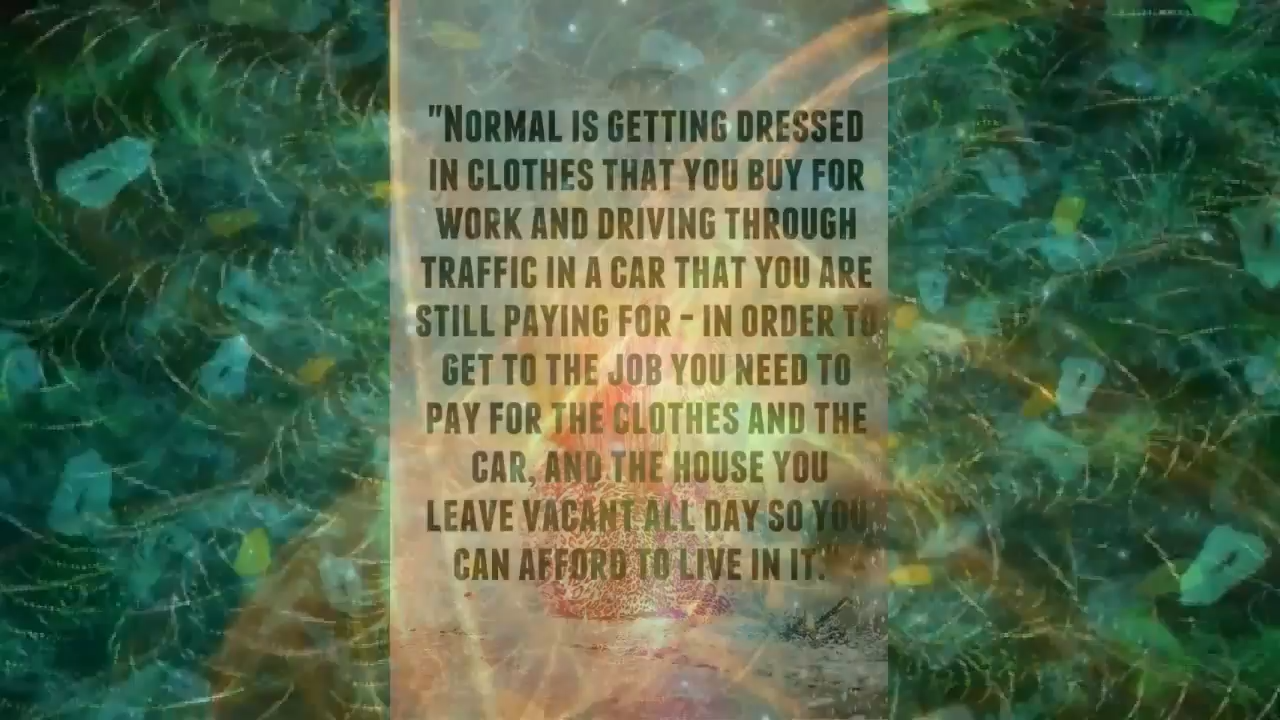 "Normal is getting dressed
in clothes that you buy for
work and driving through
traffic in a car that you are
still paying for - in order to
get to the job you need to
pay for the clothes and the
car, and the house you
leave vacant all day so you
can afford to live in it."